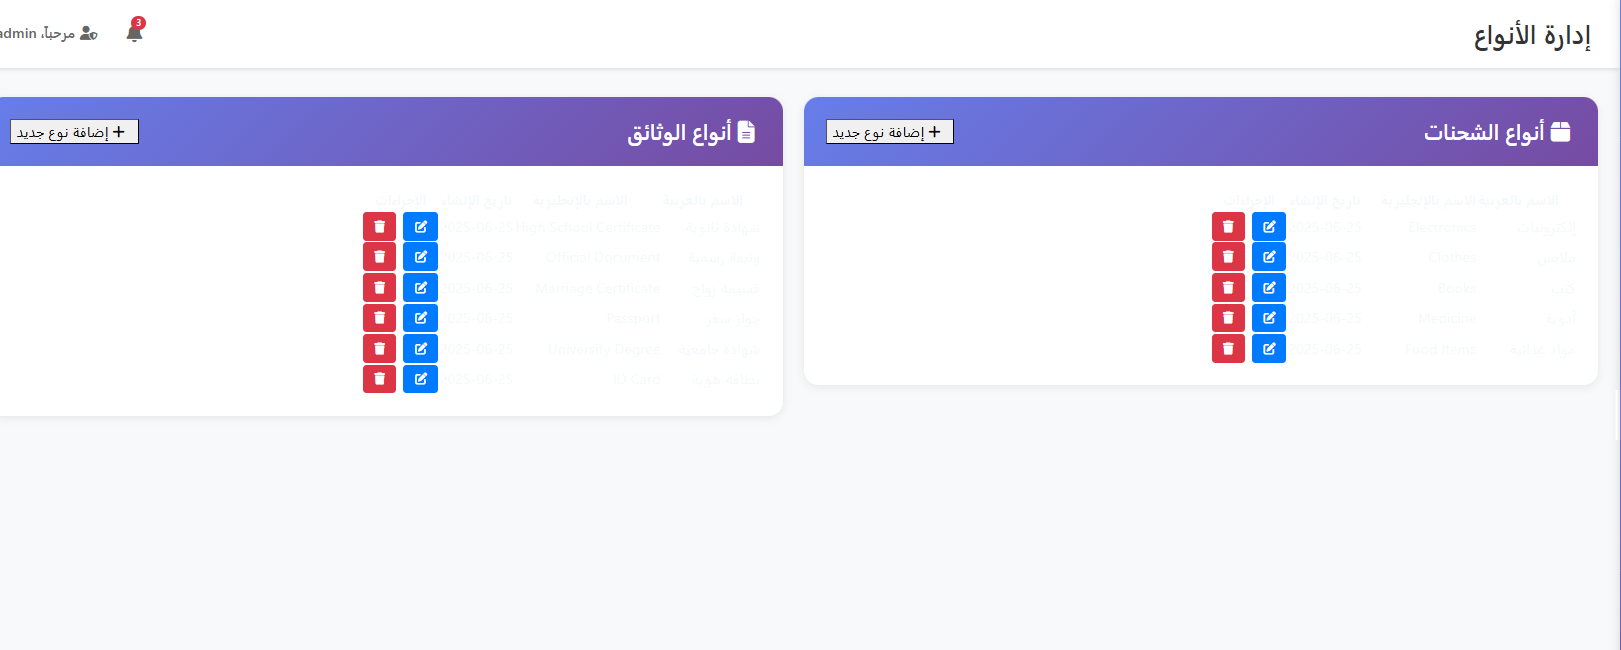 إدارة الأنواع
3
مرحباً، admin
أنواع الشحنات
إضافة نوع جديد
الاسم بالعربية الاسم بالإنجليزية تاريخ الإنشاء الإجراءات
إلكترونيات Electronics 2025-06-25
ملابس Clothes 2025-06-25
كتب Books 2025-06-25
أدوية Medicine 2025-06-25
مواد غذائية Food Items 2025-06-25
أنواع الوثائق
إضافة نوع جديد
الاسم بالعربية الاسم بالإنجليزية تاريخ الإنشاء الإجراءات
شهادة ثانوية High School Certificate 2025-06-25
وثيقة رسمية Official Document 2025-06-25
قسيمة زواج Marriage Certificate 2025-06-25
جواز سفر Passport 2025-06-25
شهادة جامعية University Degree 2025-06-25
بطاقة هوية ID Card 2025-06-25